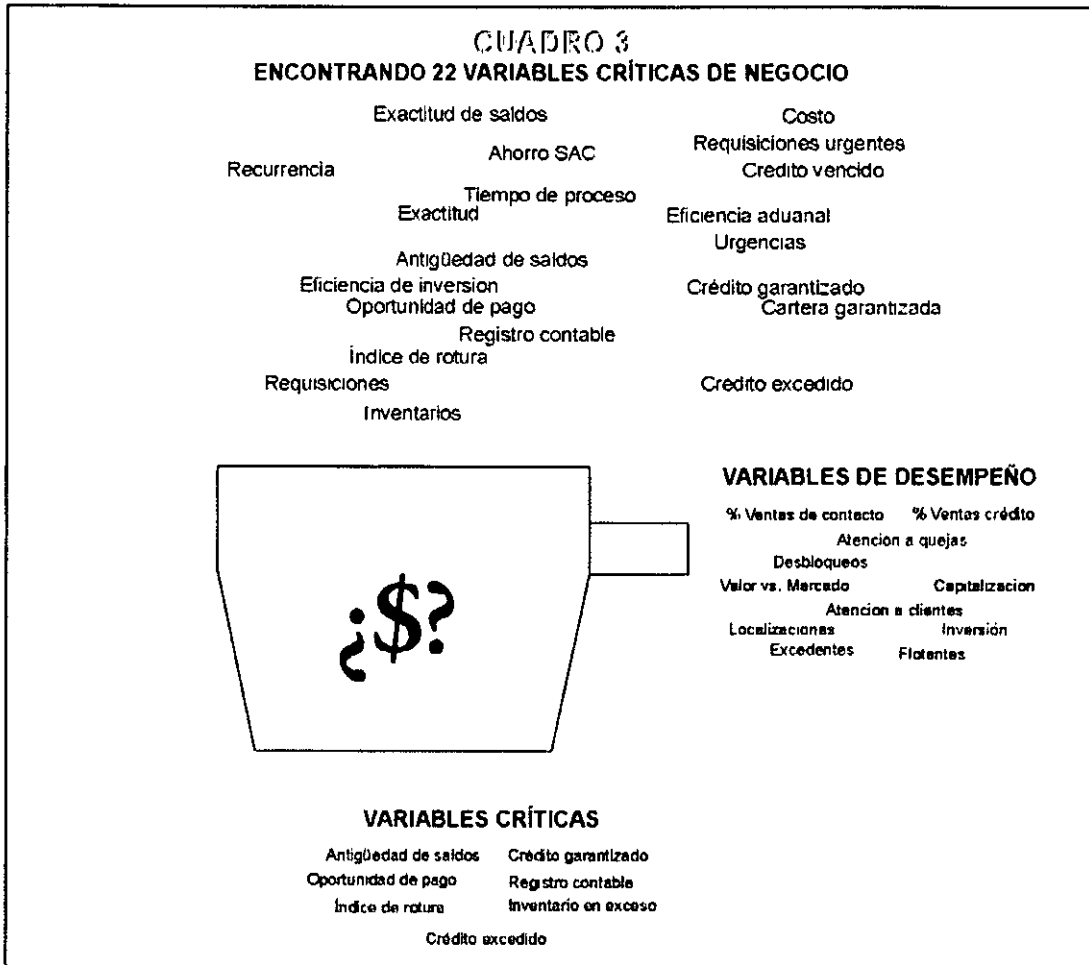 CUADRO 3
ENCONTRANDO 22 VARIABLES CRÍTICAS DE NEGOCIO
Exactitud de saldos Costo
Requisiciones urgentes
Ahorro SAC
Recurrencia Credito vencido
Tiempo de proceso
Exactitud Eficiencia aduanal
Urgencias
Antigüedad de saldos
Eficiencia de inversion Crédito garantizado
Oportunidad de pago Cartera garantizada
Registro contable
Índice de rotura
Requisiciones Credito excedido
Inventarios
¿$?
VARIABLES DE DESEMPEÑO
% Ventas de contacto % Ventas crédito
Atencion a quejas
Desbloqueos
Valor vs. Mercado Capitalizacion
Atencion a clientes
Localizaciones Inversión
Excedentes Flotentes
VARIABLES CRÍTICAS
Antigüedad de saldos Crédito garantizado
Oportunidad de pago Registro contable
Índice de rotura Inventario en exceso
Crédito excedido